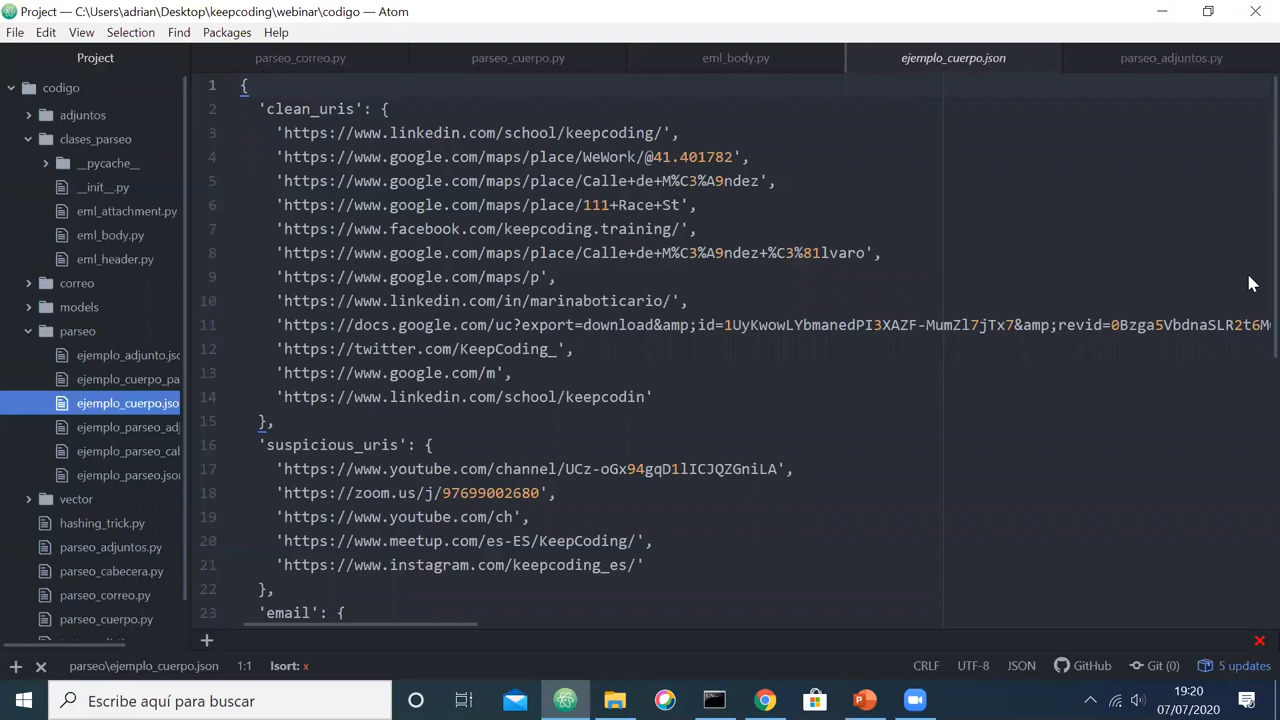 Project — C:\Users\adrian\Desktop\keepcoding\webinar\codigo — Atom
File Edit View Selection Find Packages Help
Project
parseo_correo.py
parseo_cuerpo.py
eml_body.py
ejemplo_cuerpo.json
parseo_adjuntos.py
codigo
adjuntos
clases_parseo
__pycache__
__init__.py
eml_attachment.py
eml_body.py
eml_header.py
correo
models
parseo
ejemplo_adjunto.jsc
ejemplo_cuerpo_pa
ejemplo_cuerpo.jso
ejemplo_parseo_adj
ejemplo_parseo_cab
ejemplo_parseo.json
vector
hashing_trick.py
parseo_adjuntos.py
parseo_cabecera.py
parseo_correo.py
parseo_cuerpo.py
1 {
2 'clean_uris': {
3 'https://www.linkedin.com/school/keepcoding/',
4 'https://www.google.com/maps/place/WeWork/@41.401782',
5 'https://www.google.com/maps/place/Calle+de+M%C3%A9ndez',
6 'https://www.google.com/maps/place/111+Race+St',
7 'https://www.facebook.com/keepcoding.training/',
8 'https://www.google.com/maps/place/Calle+de+M%C3%A9ndez+%C3%81lvaro',
9 'https://www.google.com/maps/p',
10 'https://www.linkedin.com/in/marinaboticario/',
11 'https://docs.google.com/uc?export=download&amp;id=1UyKwowLYbmanedPI3XAZF-MumZl7jTx7&amp;revid=0Bzga5VbdnaSLR2t6M
12 'https://twitter.com/KeepCoding_',
13 'https://www.google.com/m',
14 'https://www.linkedin.com/school/keepcodin'
15 },
16 'suspicious_uris': {
17 'https://www.youtube.com/channel/UCz-oGx94gqD1lICJQZGniLA',
18 'https://zoom.us/j/97699002680',
19 'https://www.youtube.com/ch',
20 'https://www.meetup.com/es-ES/KeepCoding/',
21 'https://www.instagram.com/keepcoding_es/'
22 },
23 'email': {
parseo\ejemplo_cuerpo.json 1:1 Isort: x CRLF UTF-8 JSON GitHub Git (0) 5 updates
Escribe aquí para buscar
19:20
07/07/2020